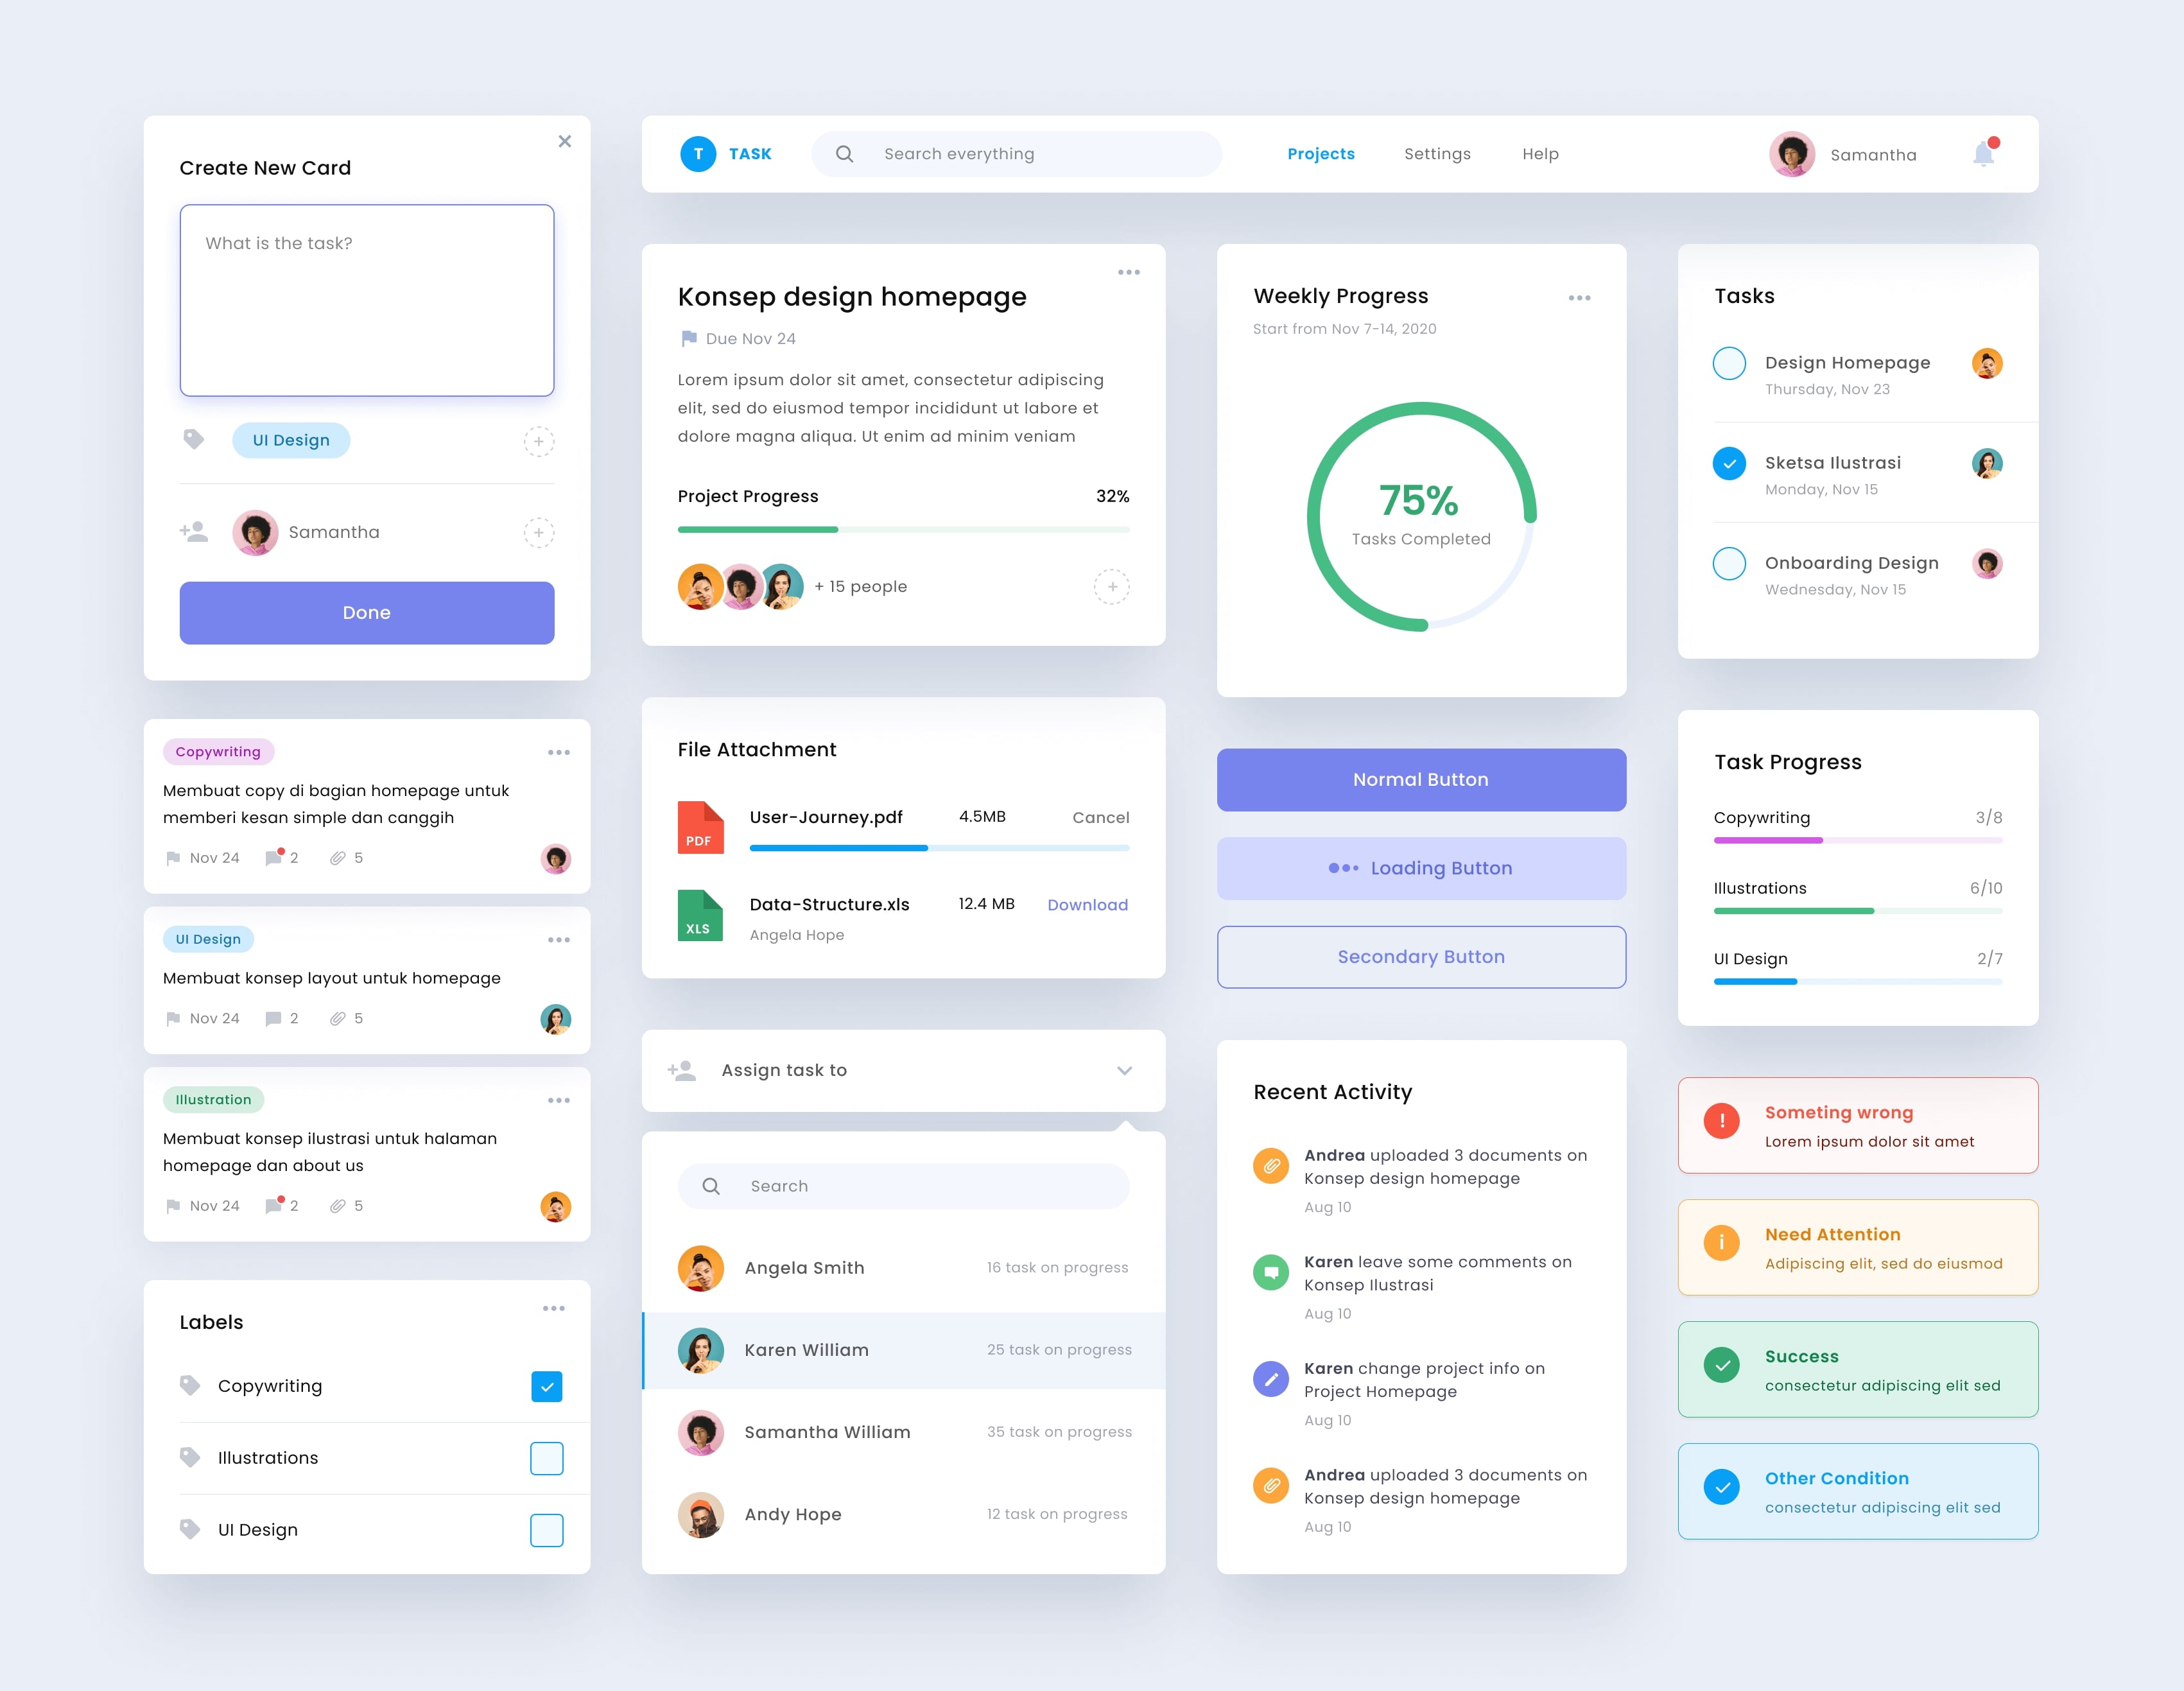 Create New Card
What is the task?
UI Design
Samantha
Done
Copywriting
Membuat copy di bagian homepage untuk
memberi kesan simple dan canggih
Nov 24 2 5
UI Design
Membuat konsep layout untuk homepage
Nov 24 2 5
Illustration
Membuat konsep ilustrasi untuk halaman
homepage dan about us
Nov 24 2 5
Labels
Copywriting
Illustrations
UI Design
T TASK Search everything Projects Settings Help Samantha
Konsep design homepage
Due Nov 24
Lorem ipsum dolor sit amet, consectetur adipiscing
elit, sed do eiusmod tempor incididunt ut labore et
dolore magna aliqua. Ut enim ad minim veniam
Project Progress 32%
+ 15 people
File Attachment
PDF User-Journey.pdf 4.5MB Cancel
XLS Data-Structure.xls 12.4 MB Download
Angela Hope
Assign task to
Search
Angela Smith 16 task on progress
Karen William 25 task on progress
Samantha William 35 task on progress
Andy Hope 12 task on progress
Weekly Progress
Start from Nov 7-14, 2020
75%
Tasks Completed
Normal Button
Loading Button
Secondary Button
Recent Activity
Andrea uploaded 3 documents on
Konsep design homepage
Aug 10
Karen leave some comments on
Konsep Ilustrasi
Aug 10
Karen change project info on
Project Homepage
Aug 10
Andrea uploaded 3 documents on
Konsep design homepage
Aug 10
Tasks
Design Homepage
Thursday, Nov 23
Sketsa Ilustrasi
Monday, Nov 15
Onboarding Design
Wednesday, Nov 15
Task Progress
Copywriting 3/8
Illustrations 6/10
UI Design 2/7
Someting wrong
Lorem ipsum dolor sit amet
Need Attention
Adipiscing elit, sed do eiusmod
Success
consectetur adipiscing elit sed
Other Condition
consectetur adipiscing elit sed